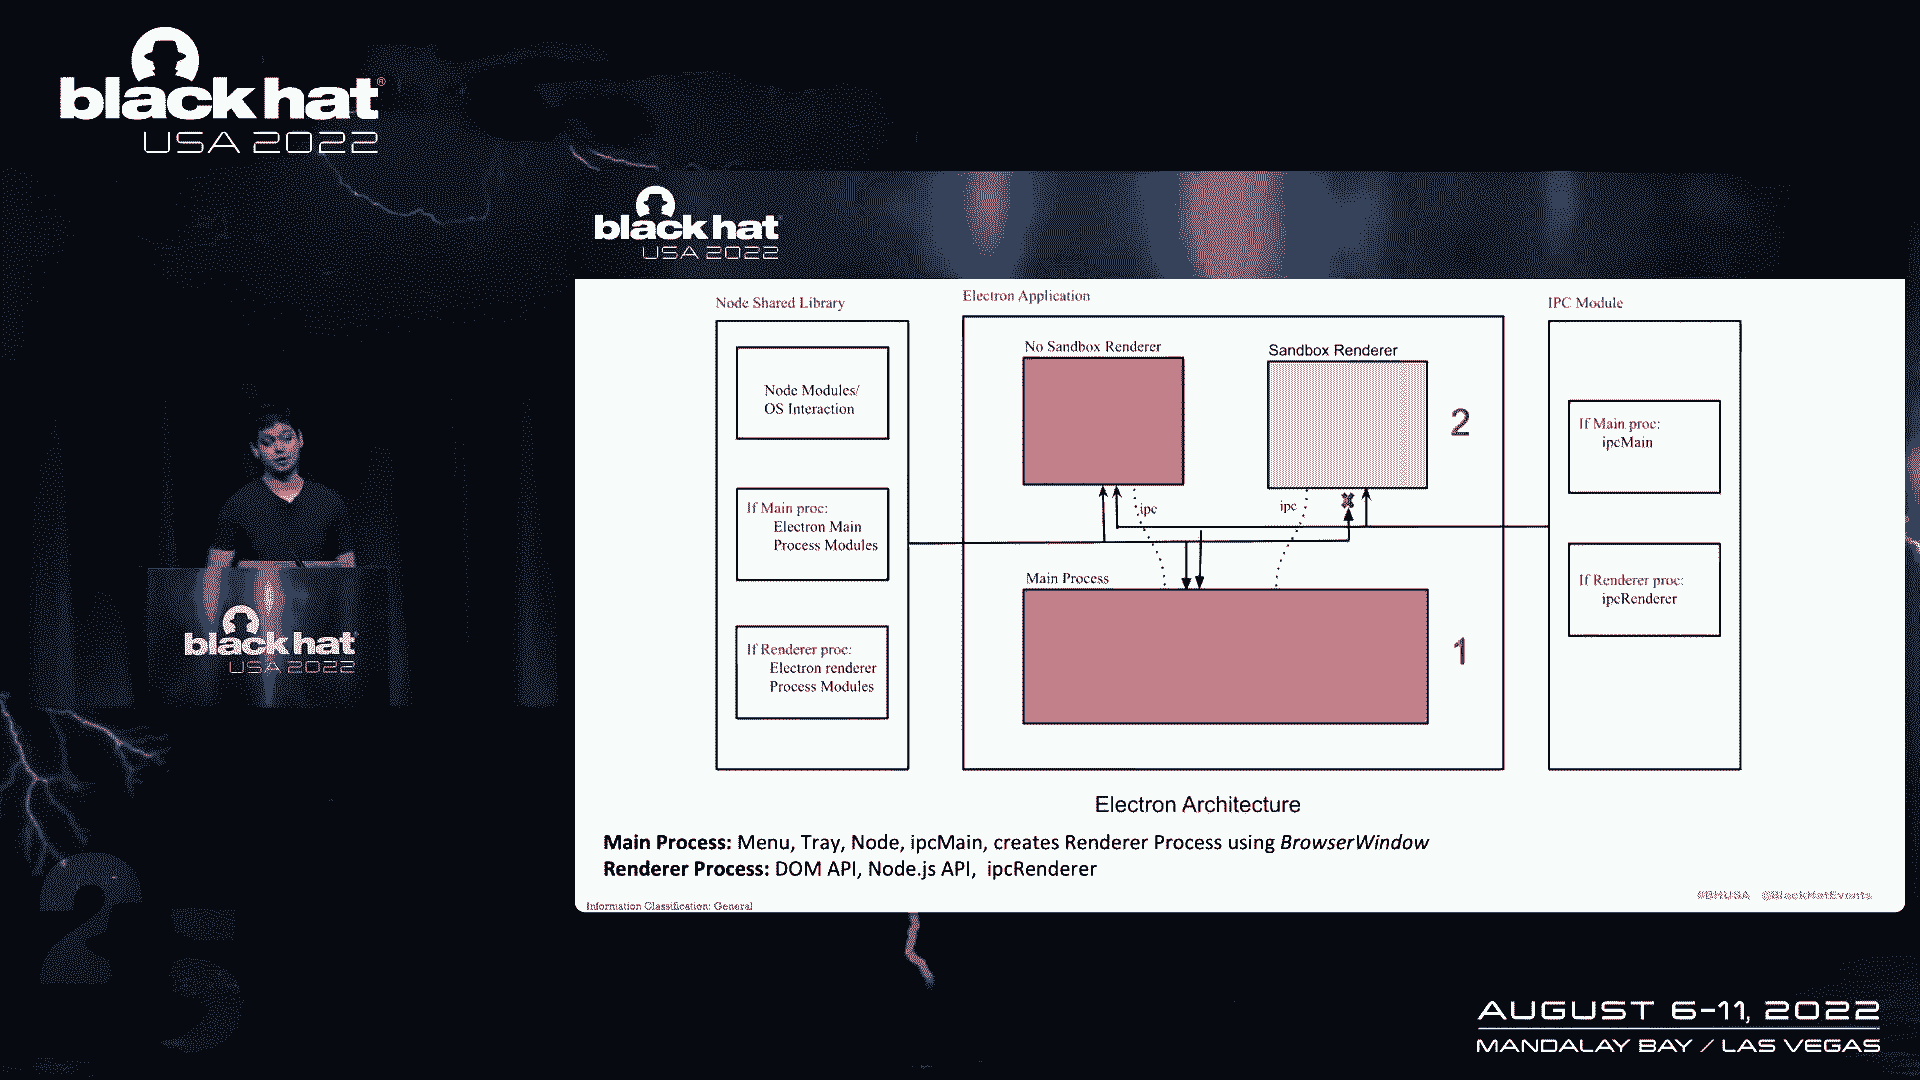 black hat®
USA 2022
black hat
USA 2022
Node Shared Library
Electron Application
IPC Module
Node Modules/
OS Interaction
If Main proc:
Electron Main
Process Modules
If Renderer proc:
Electron renderer
Process Modules
No Sandbox Renderer
Sandbox Renderer
2
ipc
ipc
Main Process
1
If Main proc:
ipcMain
If Renderer proc:
ipcRenderer
Electron Architecture
Main Process: Menu, Tray, Node, ipcMain, creates Renderer Process using BrowserWindow
Renderer Process: DOM API, Node.js API, ipcRenderer
Information Classification: General
#BHUSA @BlackHatEvents
black hat
USA 2022
25
AUGUST 6-11, 2022
MANDALAY BAY / LAS VEGAS